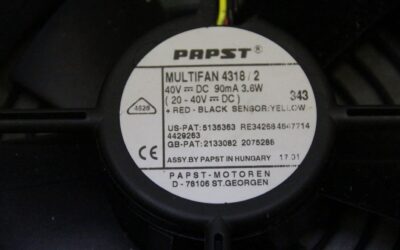 PAPST®
MULTIFAN 4318 / 2
40V ⎓ DC 90mA 3.6W 343
( 20 - 40V ⎓ DC )
+ RED - BLACK SENSOR:YELLOW
US-PAT: 5136363 RE34268 4647714
4429263
GB-PAT: 2133082 2075286
CE ASSY.BY PAPST IN HUNGARY 17 01
PAPST-MOTOREN
D - 78106 ST.GEORGEN